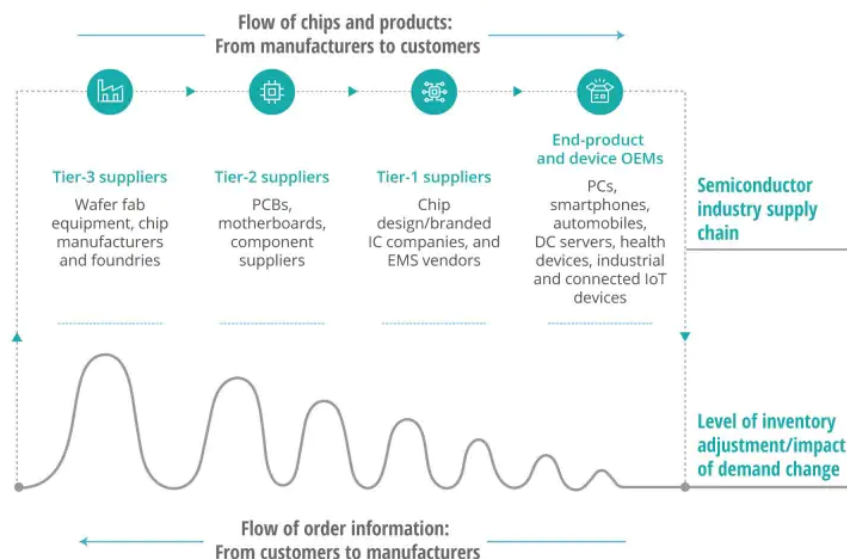 Flow of chips and products:
From manufacturers to customers
Tier-3 suppliers
Wafer fab
equipment, chip
manufacturers
and foundries
Tier-2 suppliers
PCBs,
motherboards,
component
suppliers
Tier-1 suppliers
Chip
design/branded
IC companies, and
EMS vendors
End-product
and device OEMs
PCs,
smartphones,
automobiles,
DC servers, health
devices, industrial
and connected IoT
devices
Semiconductor
industry supply
chain
Level of inventory
adjustment/impact
of demand change
Flow of order information:
From customers to manufacturers